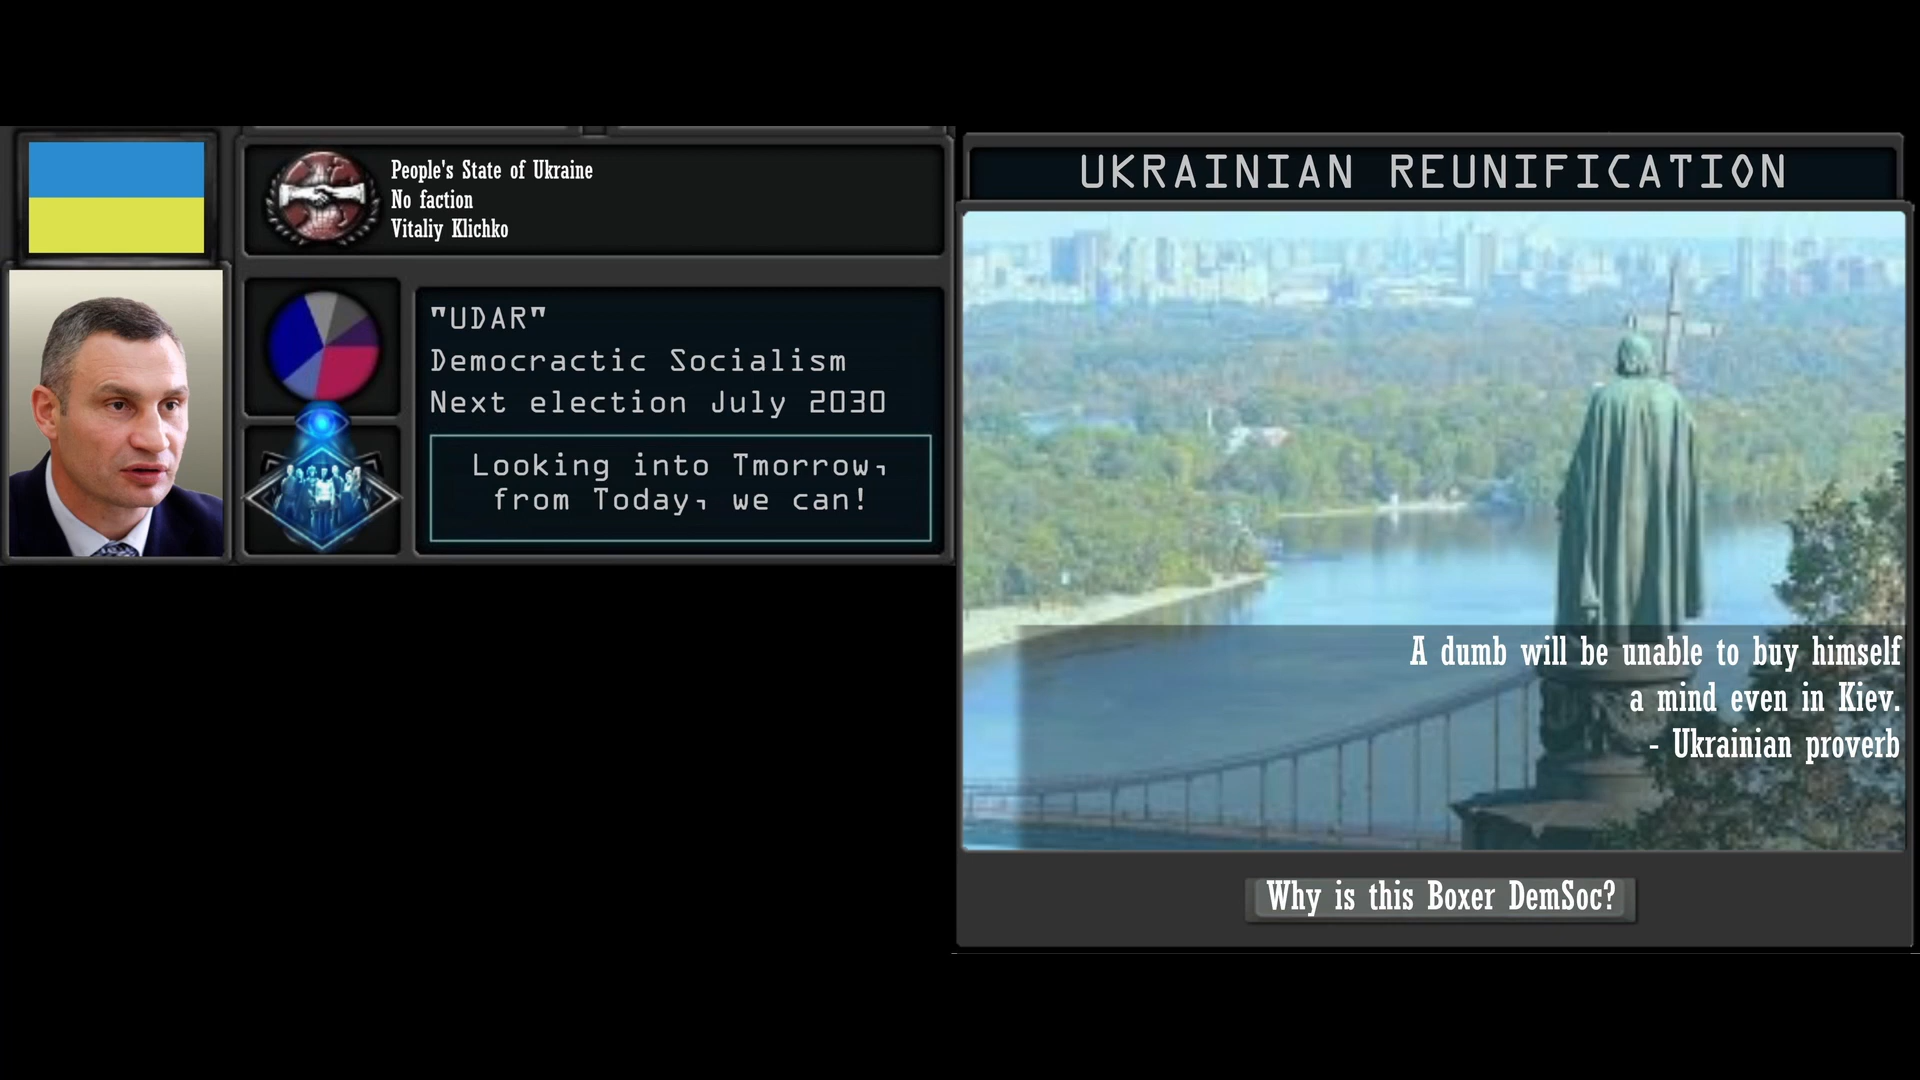 People's State of Ukraine
No faction
Vitaliy Klichko
"UDAR"
Democractic Socialism
Next election July 2030
Looking into Tmorrow,
from Today, we can!
UKRAINIAN REUNIFICATION
A dumb will be unable to buy himself
a mind even in Kiev.
- Ukrainian proverb
Why is this Boxer DemSoc?